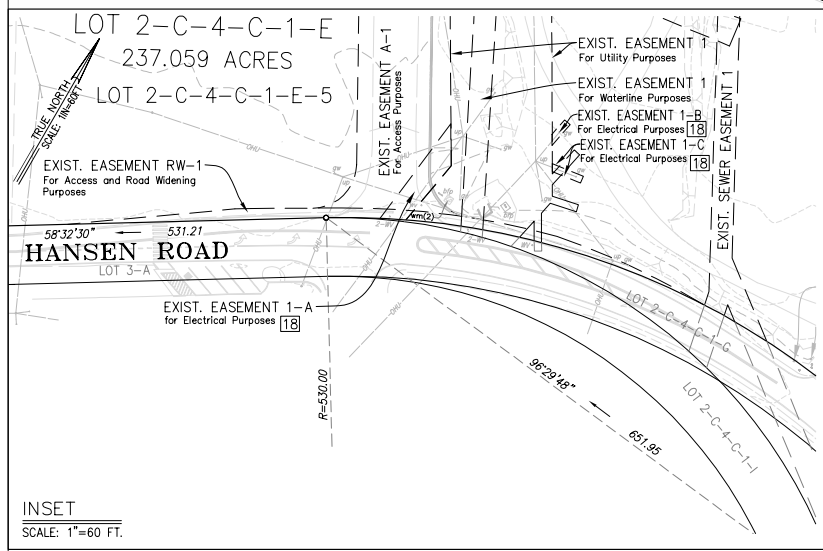 LOT 2-C-4-C-1-E
237.059 ACRES
LOT 2-C-4-C-1-E-5
TRUE NORTH
SCALE: 1IN=60FT
EXIST. EASEMENT A-1
For Access Purposes
EXIST. EASEMENT 1
For Utility Purposes
EXIST. EASEMENT 1
For Waterline Purposes
EXIST. EASEMENT 1-B
For Electrical Purposes 18
EXIST. EASEMENT 1-C
For Electrical Purposes 18
EXIST. SEWER EASEMENT 1
EXIST. EASEMENT RW-1
For Access and Road Widening
Purposes
wm(2)
58°32'30"
531.21
HANSEN ROAD
LOT 3-A
EXIST. EASEMENT 1-A
for Electrical Purposes 18
R=530.00
96°29'48"
651.95
LOT 2-C-4-C-1-G
LOT 2-C-4-C-1-I
INSET
SCALE: 1"=60 FT.